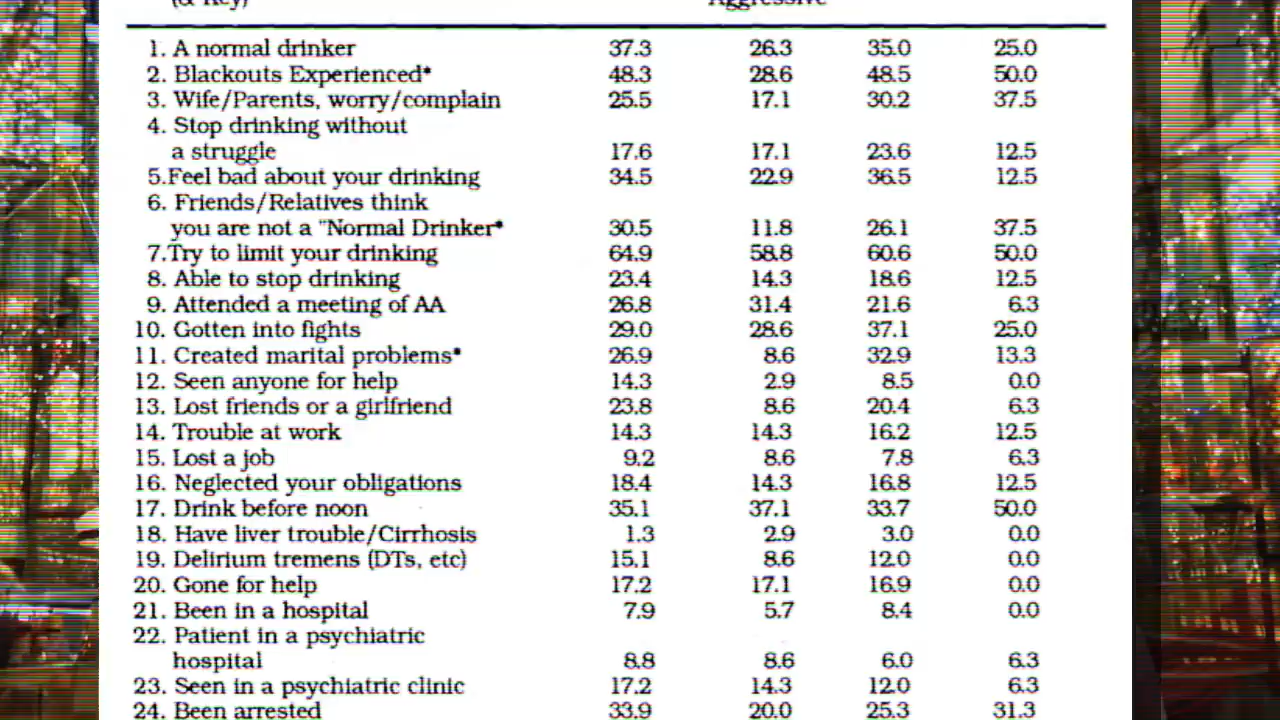 (& Key) Aggressive
1. A normal drinker 37.3 26.3 35.0 25.0
2. Blackouts Experienced* 48.3 28.6 48.5 50.0
3. Wife/Parents, worry/complain 25.5 17.1 30.2 37.5
4. Stop drinking without
a struggle 17.6 17.1 23.6 12.5
5.Feel bad about your drinking 34.5 22.9 36.5 12.5
6. Friends/Relatives think
you are not a "Normal Drinker* 30.5 11.8 26.1 37.5
7.Try to limit your drinking 64.9 58.8 60.6 50.0
8. Able to stop drinking 23.4 14.3 18.6 12.5
9. Attended a meeting of AA 26.8 31.4 21.6 6.3
10. Gotten into fights 29.0 28.6 37.1 25.0
11. Created marital problems* 26.9 8.6 32.9 13.3
12. Seen anyone for help 14.3 2.9 8.5 0.0
13. Lost friends or a girlfriend 23.8 8.6 20.4 6.3
14. Trouble at work 14.3 14.3 16.2 12.5
15. Lost a job 9.2 8.6 7.8 6.3
16. Neglected your obligations 18.4 14.3 16.8 12.5
17. Drink before noon 35.1 37.1 33.7 50.0
18. Have liver trouble/Cirrhosis 1.3 2.9 3.0 0.0
19. Delirium tremens (DTs, etc) 15.1 8.6 12.0 0.0
20. Gone for help 17.2 17.1 16.9 0.0
21. Been in a hospital 7.9 5.7 8.4 0.0
22. Patient in a psychiatric
hospital 8.8 8.6 6.0 6.3
23. Seen in a psychiatric clinic 17.2 14.3 12.0 6.3
24. Been arrested 33.9 20.0 25.3 31.3